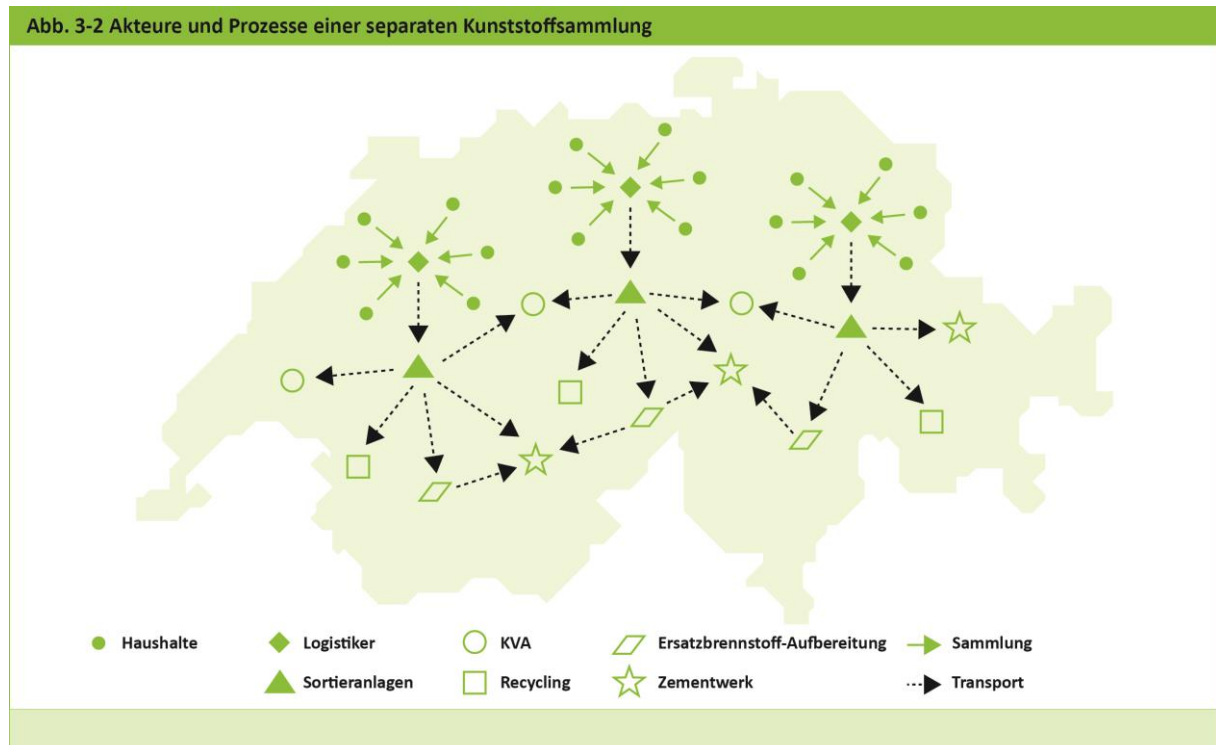 Abb. 3-2 Akteure und Prozesse einer separaten Kunststoffsammlung
Haushalte
Logistiker
KVA
Ersatzbrennstoff-Aufbereitung
Sammlung
Sortieranlagen
Recycling
Zementwerk
Transport